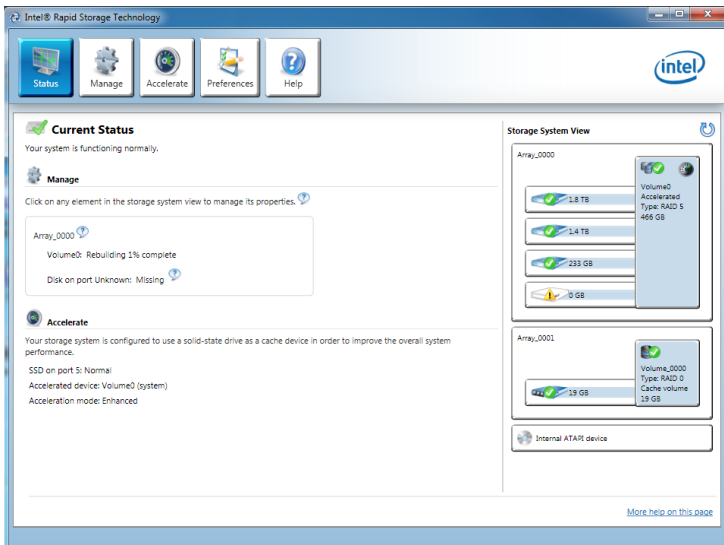 Intel® Rapid Storage Technology
Status
Manage
Accelerate
Preferences
Help
intel
Current Status
Your system is functioning normally.
Manage
Click on any element in the storage system view to manage its properties.
Array_0000
Volume0: Rebuilding 1% complete
Disk on port Unknown: Missing
Accelerate
Your storage system is configured to use a solid-state drive as a cache device in order to improve the overall system
performance.
SSD on port 5: Normal
Accelerated device: Volume0 (system)
Acceleration mode: Enhanced
Storage System View
Array_0000
1.8 TB
1.4 TB
233 GB
0 GB
Volume0
Accelerated
Type: RAID 5
466 GB
Array_0001
19 GB
Volume_0000
Type: RAID 0
Cache volume
19 GB
Internal ATAPI device
More help on this page